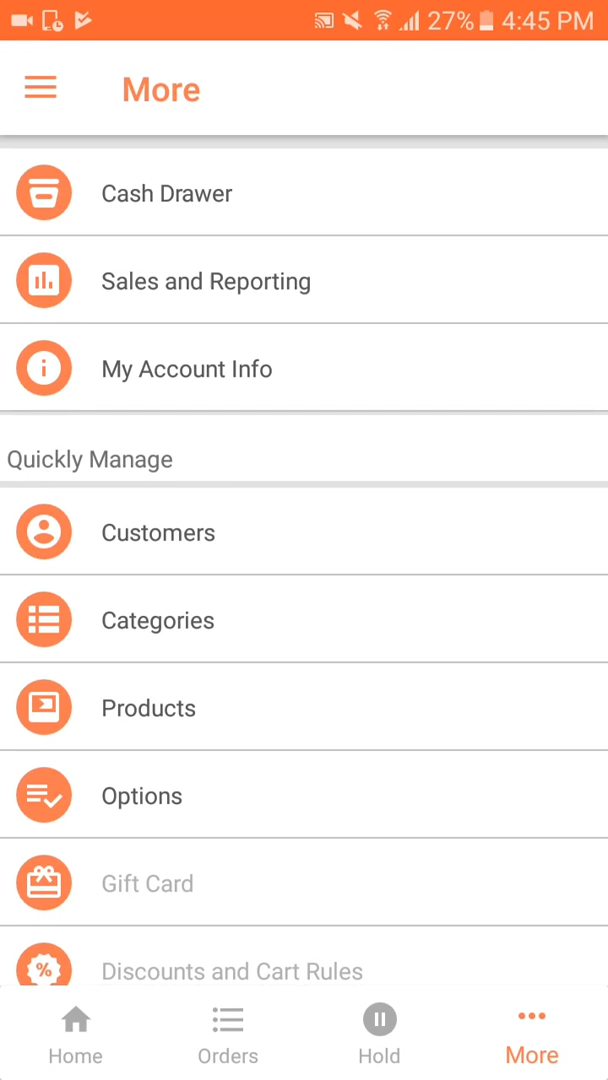 27% 4:45 PM
More
Cash Drawer
Sales and Reporting
My Account Info
Quickly Manage
Customers
Categories
Products
Options
Gift Card
Discounts and Cart Rules
Home Orders Hold More